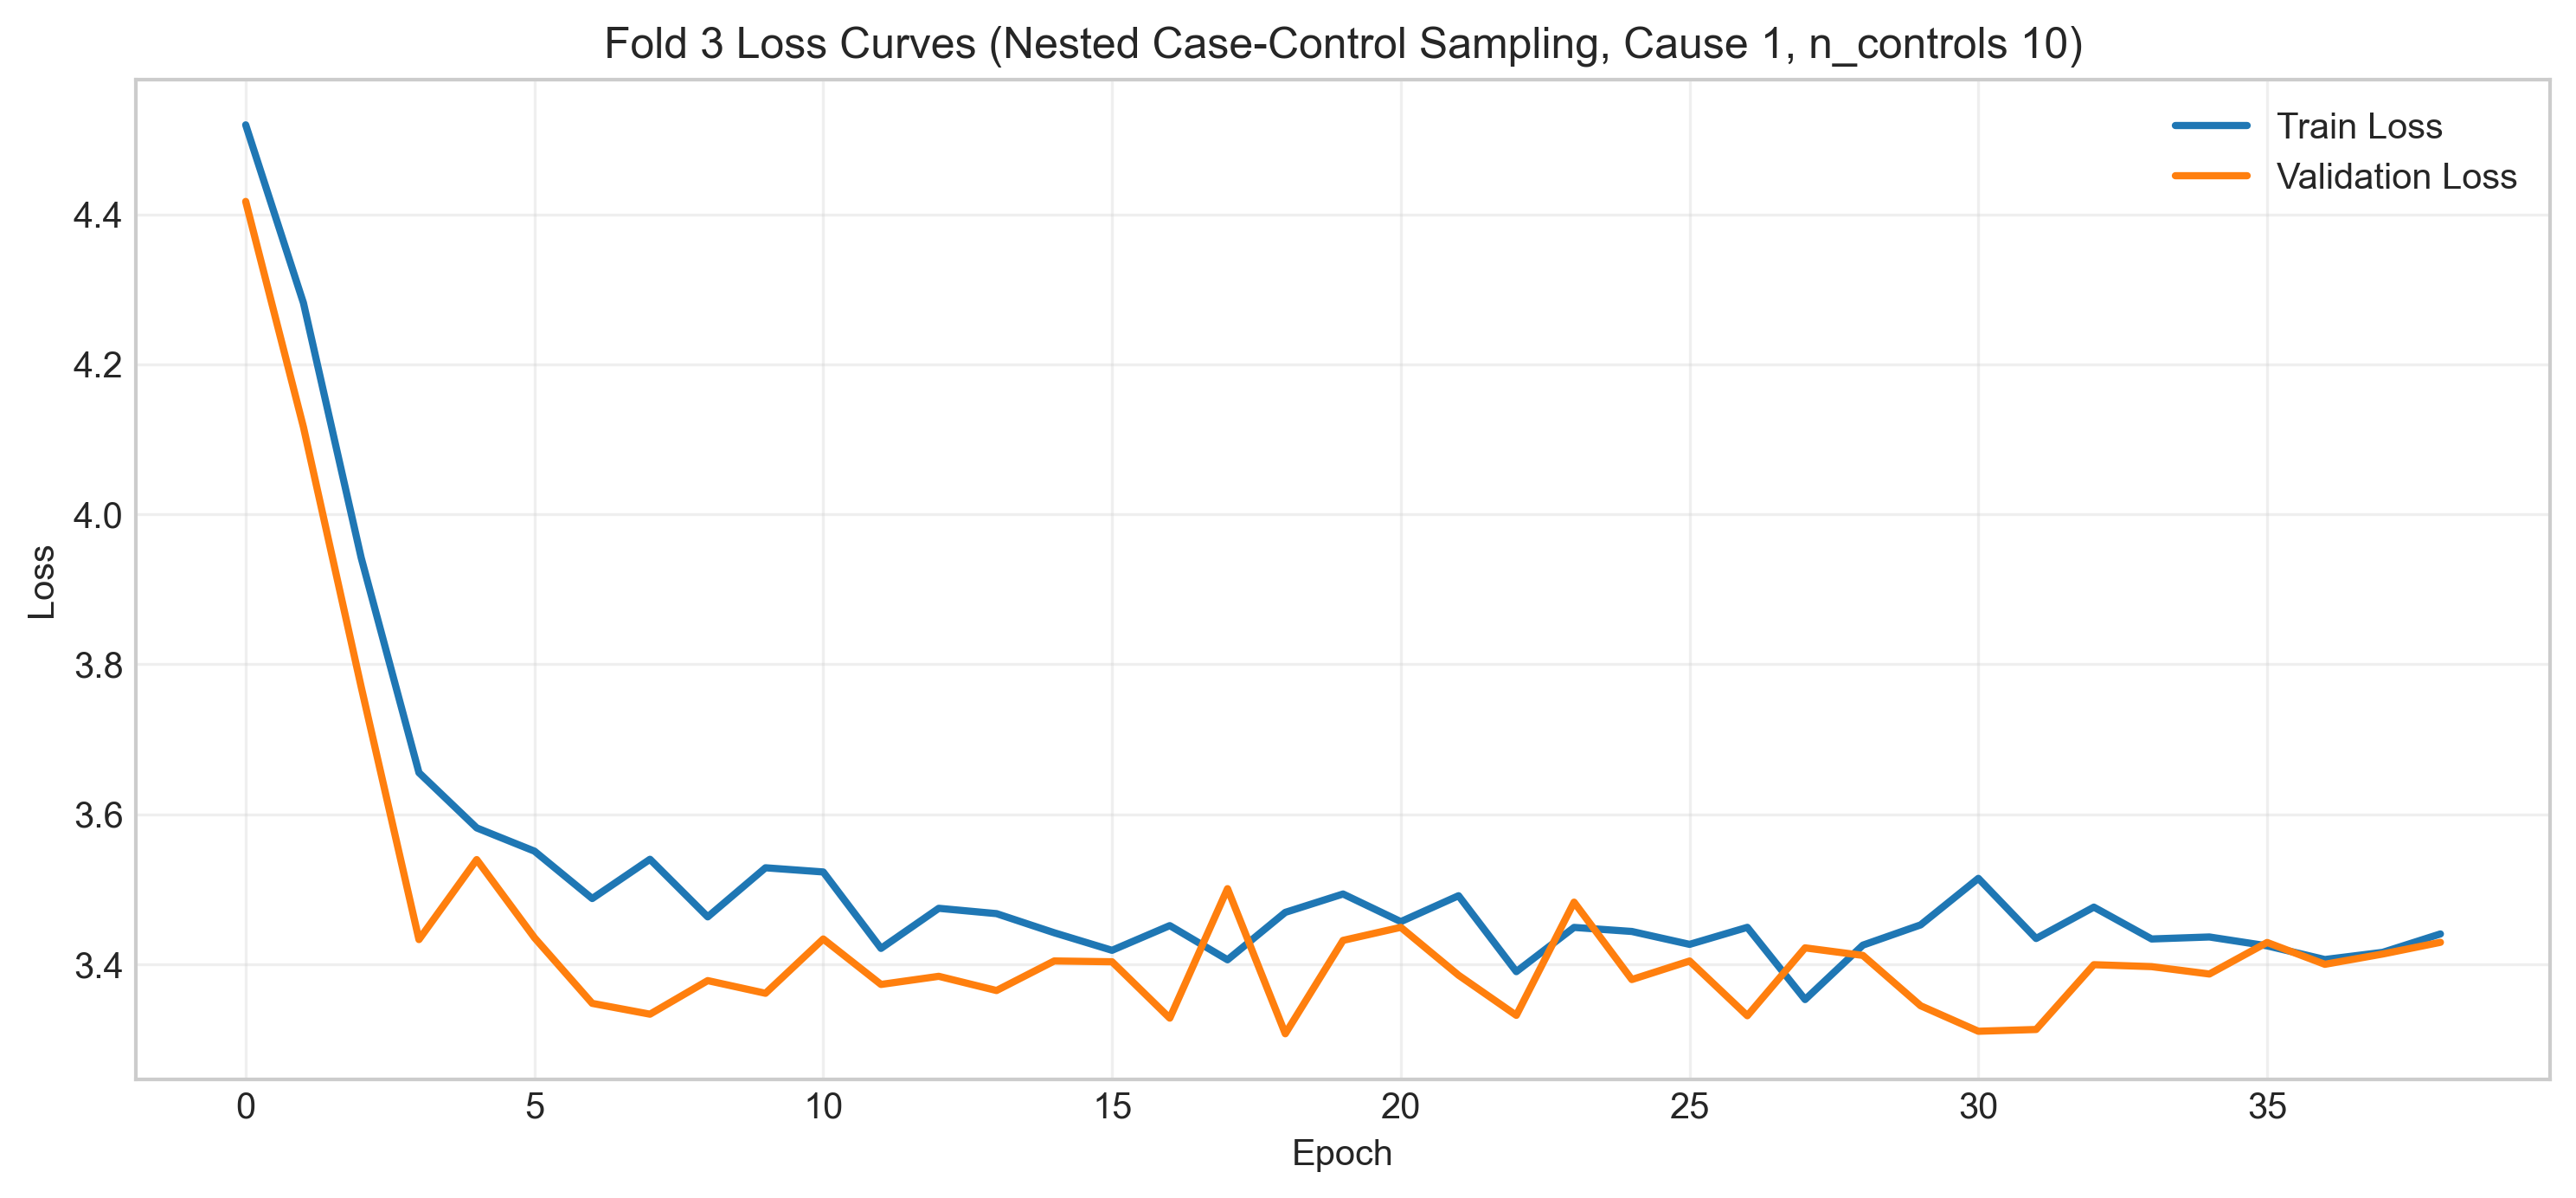 Fold 3 Loss Curves (Nested Case-Control Sampling, Cause 1, n_controls 10)
Train Loss
Validation Loss
4.4
4.2
4.0
3.8
3.6
3.4
Loss
0 5 10 15 20 25 30 35
Epoch